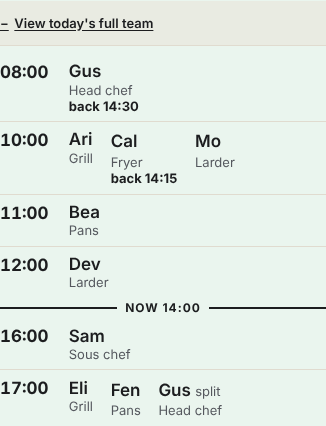 – View today's full team
08:00 Gus
Head chef
back 14:30
10:00 Ari Cal Mo
Grill Fryer Larder
back 14:15
11:00 Bea
Pans
12:00 Dev
Larder
NOW 14:00
16:00 Sam
Sous chef
17:00 Eli Fen Gus split
Grill Pans Head chef